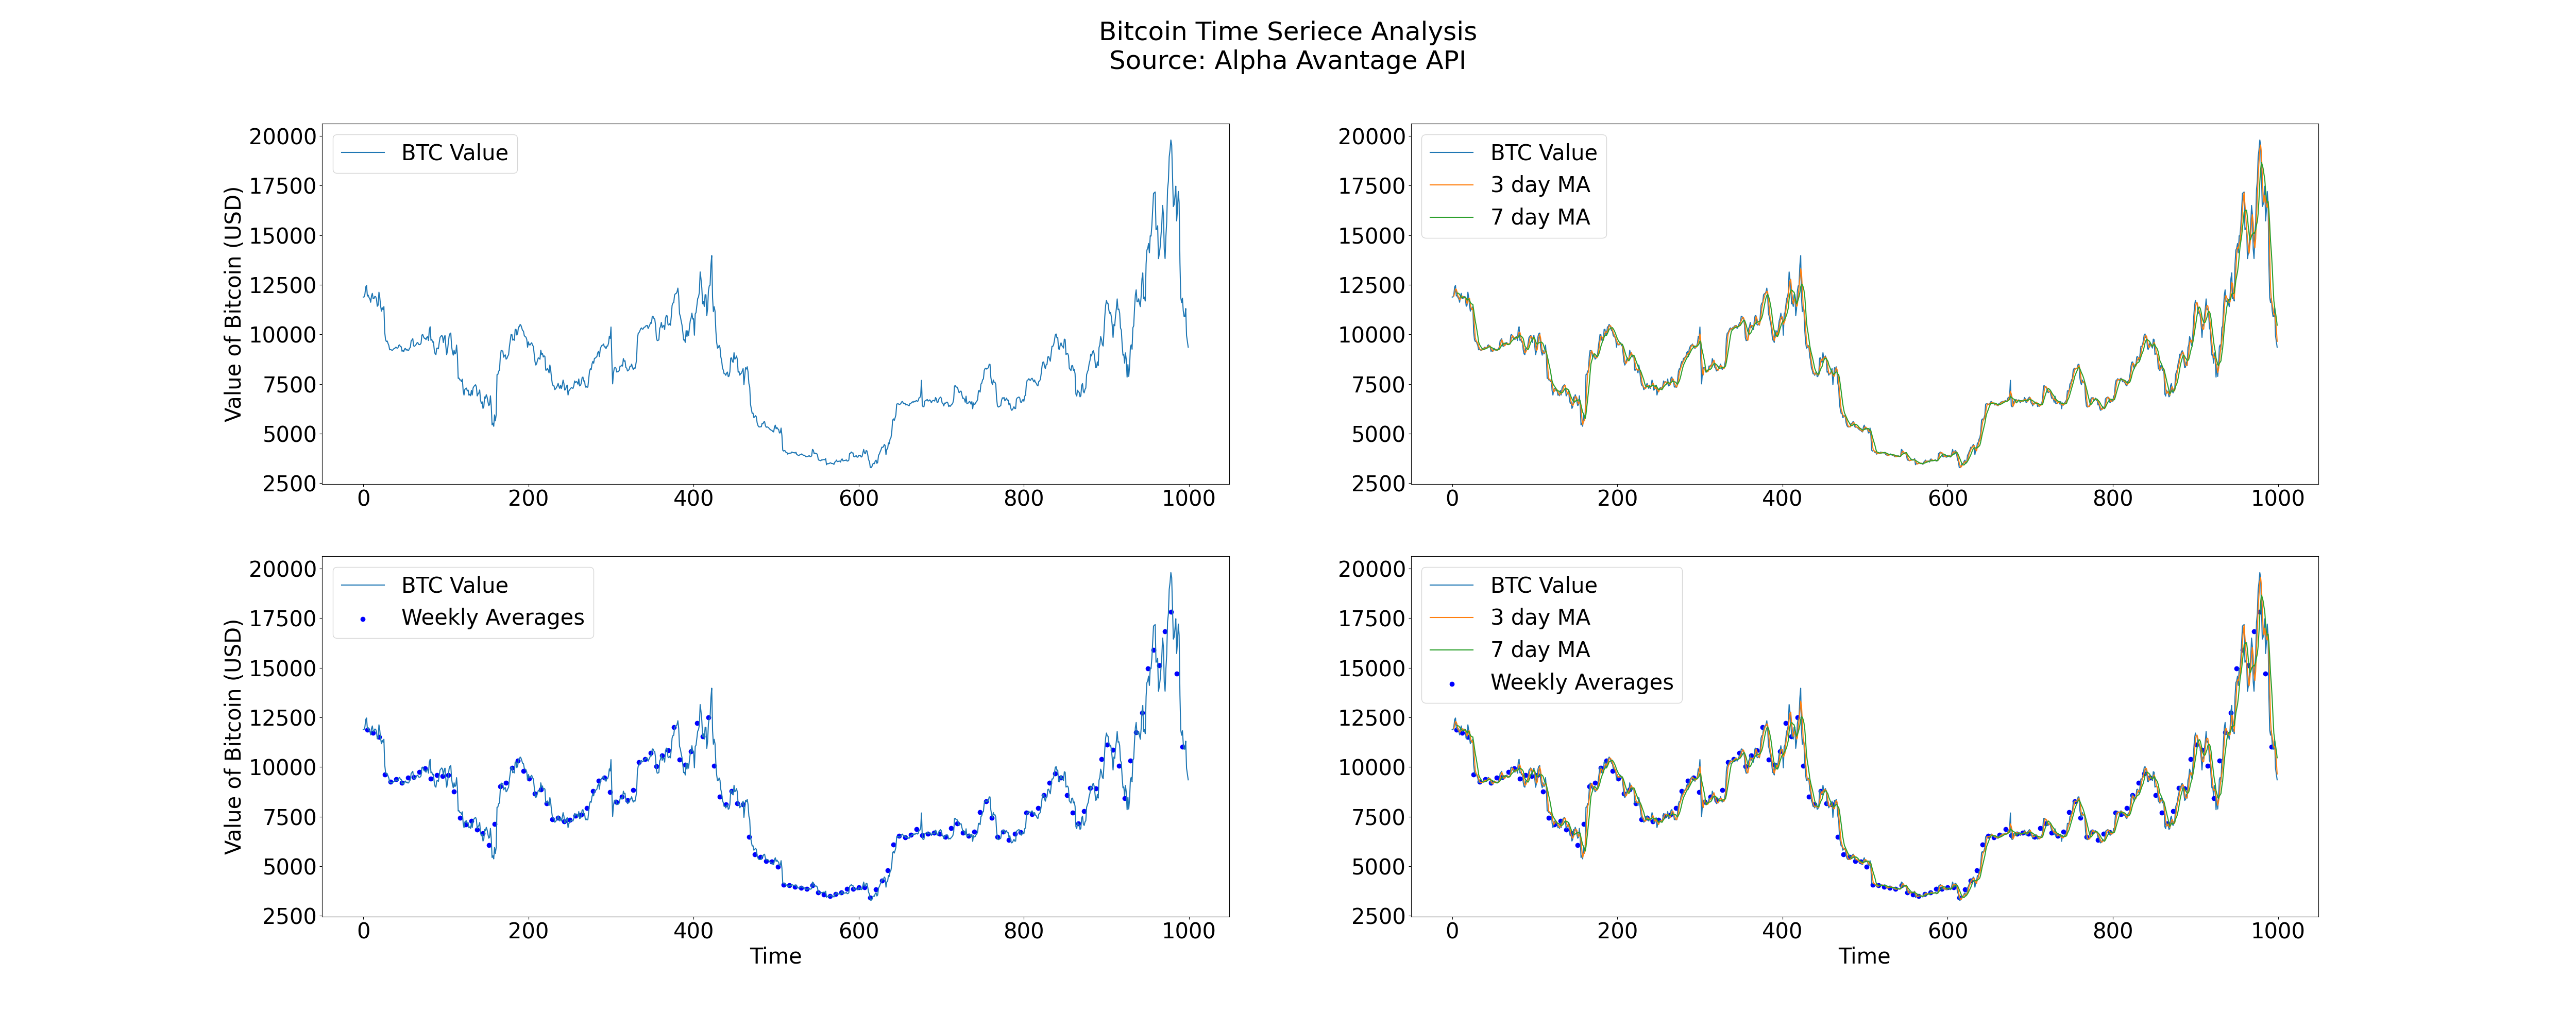 Bitcoin Time Seriece Analysis
Source: Alpha Avantage API
Value of Bitcoin (USD)
20000
17500
15000
12500
10000
7500
5000
2500
BTC Value
0 200 400 600 800 1000
20000
17500
15000
12500
10000
7500
5000
2500
BTC Value
3 day MA
7 day MA
0 200 400 600 800 1000
Value of Bitcoin (USD)
20000
17500
15000
12500
10000
7500
5000
2500
BTC Value
Weekly Averages
0 200 400 600 800 1000
Time
20000
17500
15000
12500
10000
7500
5000
2500
BTC Value
3 day MA
7 day MA
Weekly Averages
0 200 400 600 800 1000
Time